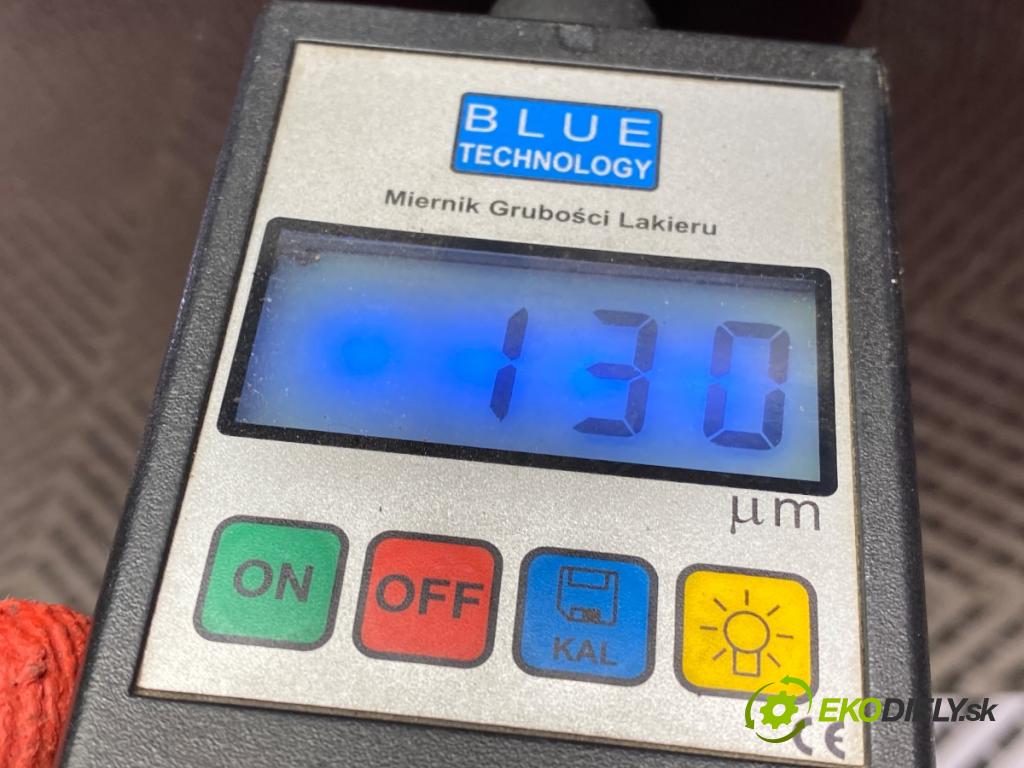 BLUE
TECHNOLOGY
Miernik Grubości Lakieru
130
μm
ON
OFF
KAL
EKODIELY.sk
CE